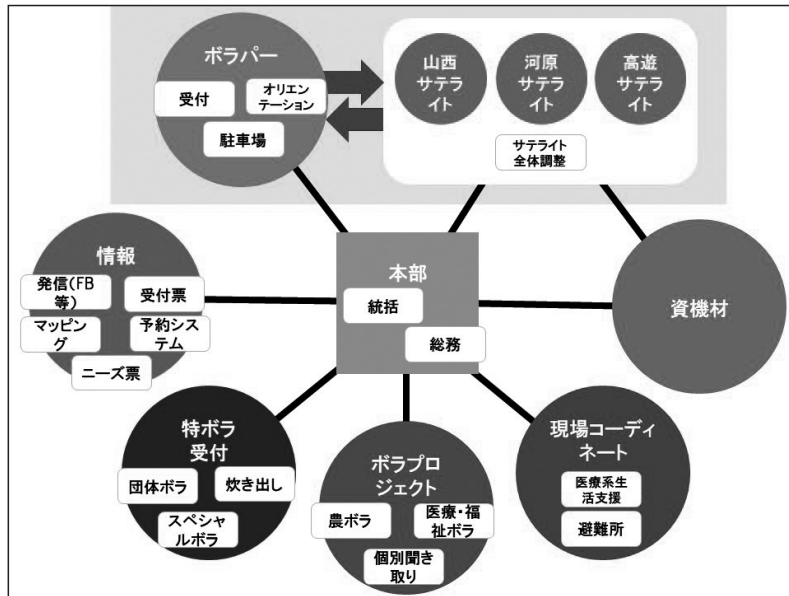 ボラパー
受付
オリエン
テーション
駐車場
山西
サテラ
イト
河原
サテラ
イト
高遊
サテラ
イト
サテライト
全体調整
情報
発信(FB
等)
受付票
マッピン
グ
予約シス
テム
ニーズ票
本部
統括
総務
資機材
特ボラ
受付
団体ボラ
炊き出し
スペシャ
ルボラ
ボラプロ
ジェクト
農ボラ
医療・福
祉ボラ
個別聞き
取り
現場コーディ
ネート
医療系生
活支援
避難所